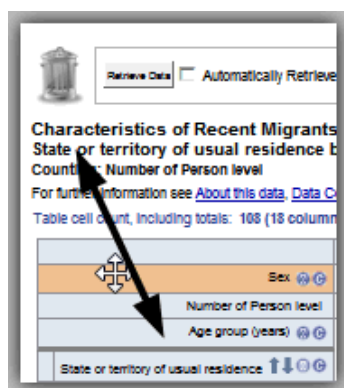 Retrieve Data Automatically Retrieve
Characteristics of Recent Migrants
State or territory of usual residence b
Counting: Number of Person level
For further information see About this data, Data C
Table cell count, including totals: 108 (18 column
Sex
Number of Person level
Age group (years)
State or territory of usual residence